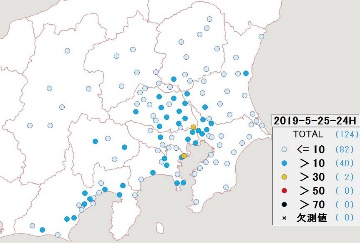 2019-5-25-24H
TOTAL (124)
<= 10 (82)
> 10 (40)
> 30 ( 2)
> 50 ( 0)
> 70 ( 0)
× 欠測値 ( 0)